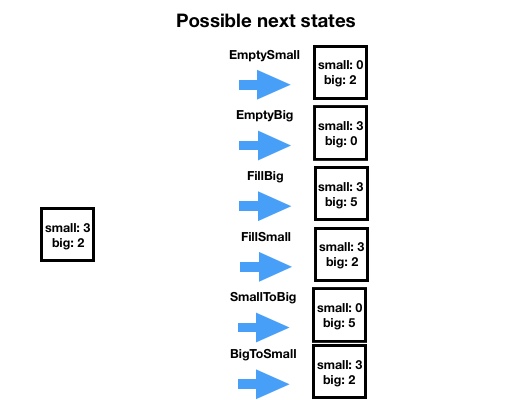 Possible next states
EmptySmall
small: 0
big: 2
EmptyBig
small: 3
big: 0
FillBig
small: 3
big: 5
small: 3
big: 2
FillSmall
small: 3
big: 2
SmallToBig
small: 0
big: 5
BigToSmall
small: 3
big: 2